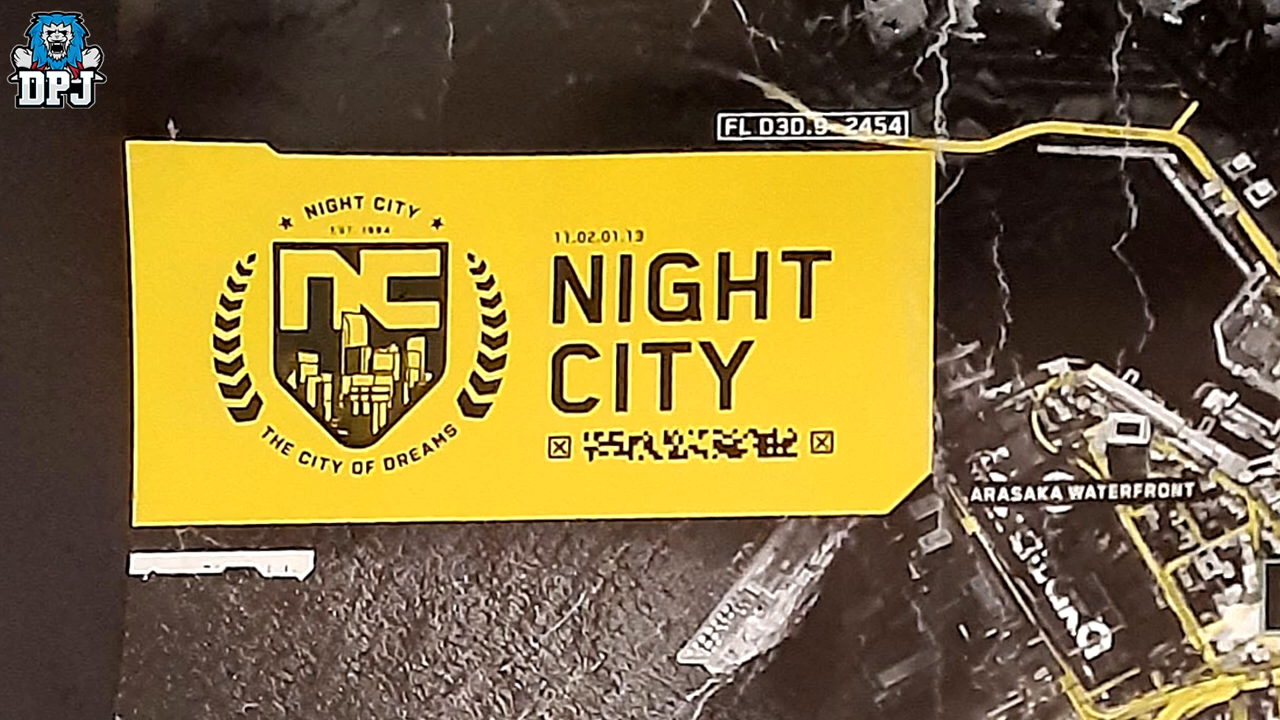 DPJ
FL D3D.9-2454
NIGHT CITY
EST. 1994
NC
THE CITY OF DREAMS
11.02.01.13
NIGHT
CITY
ARASAKA WATERFRONT